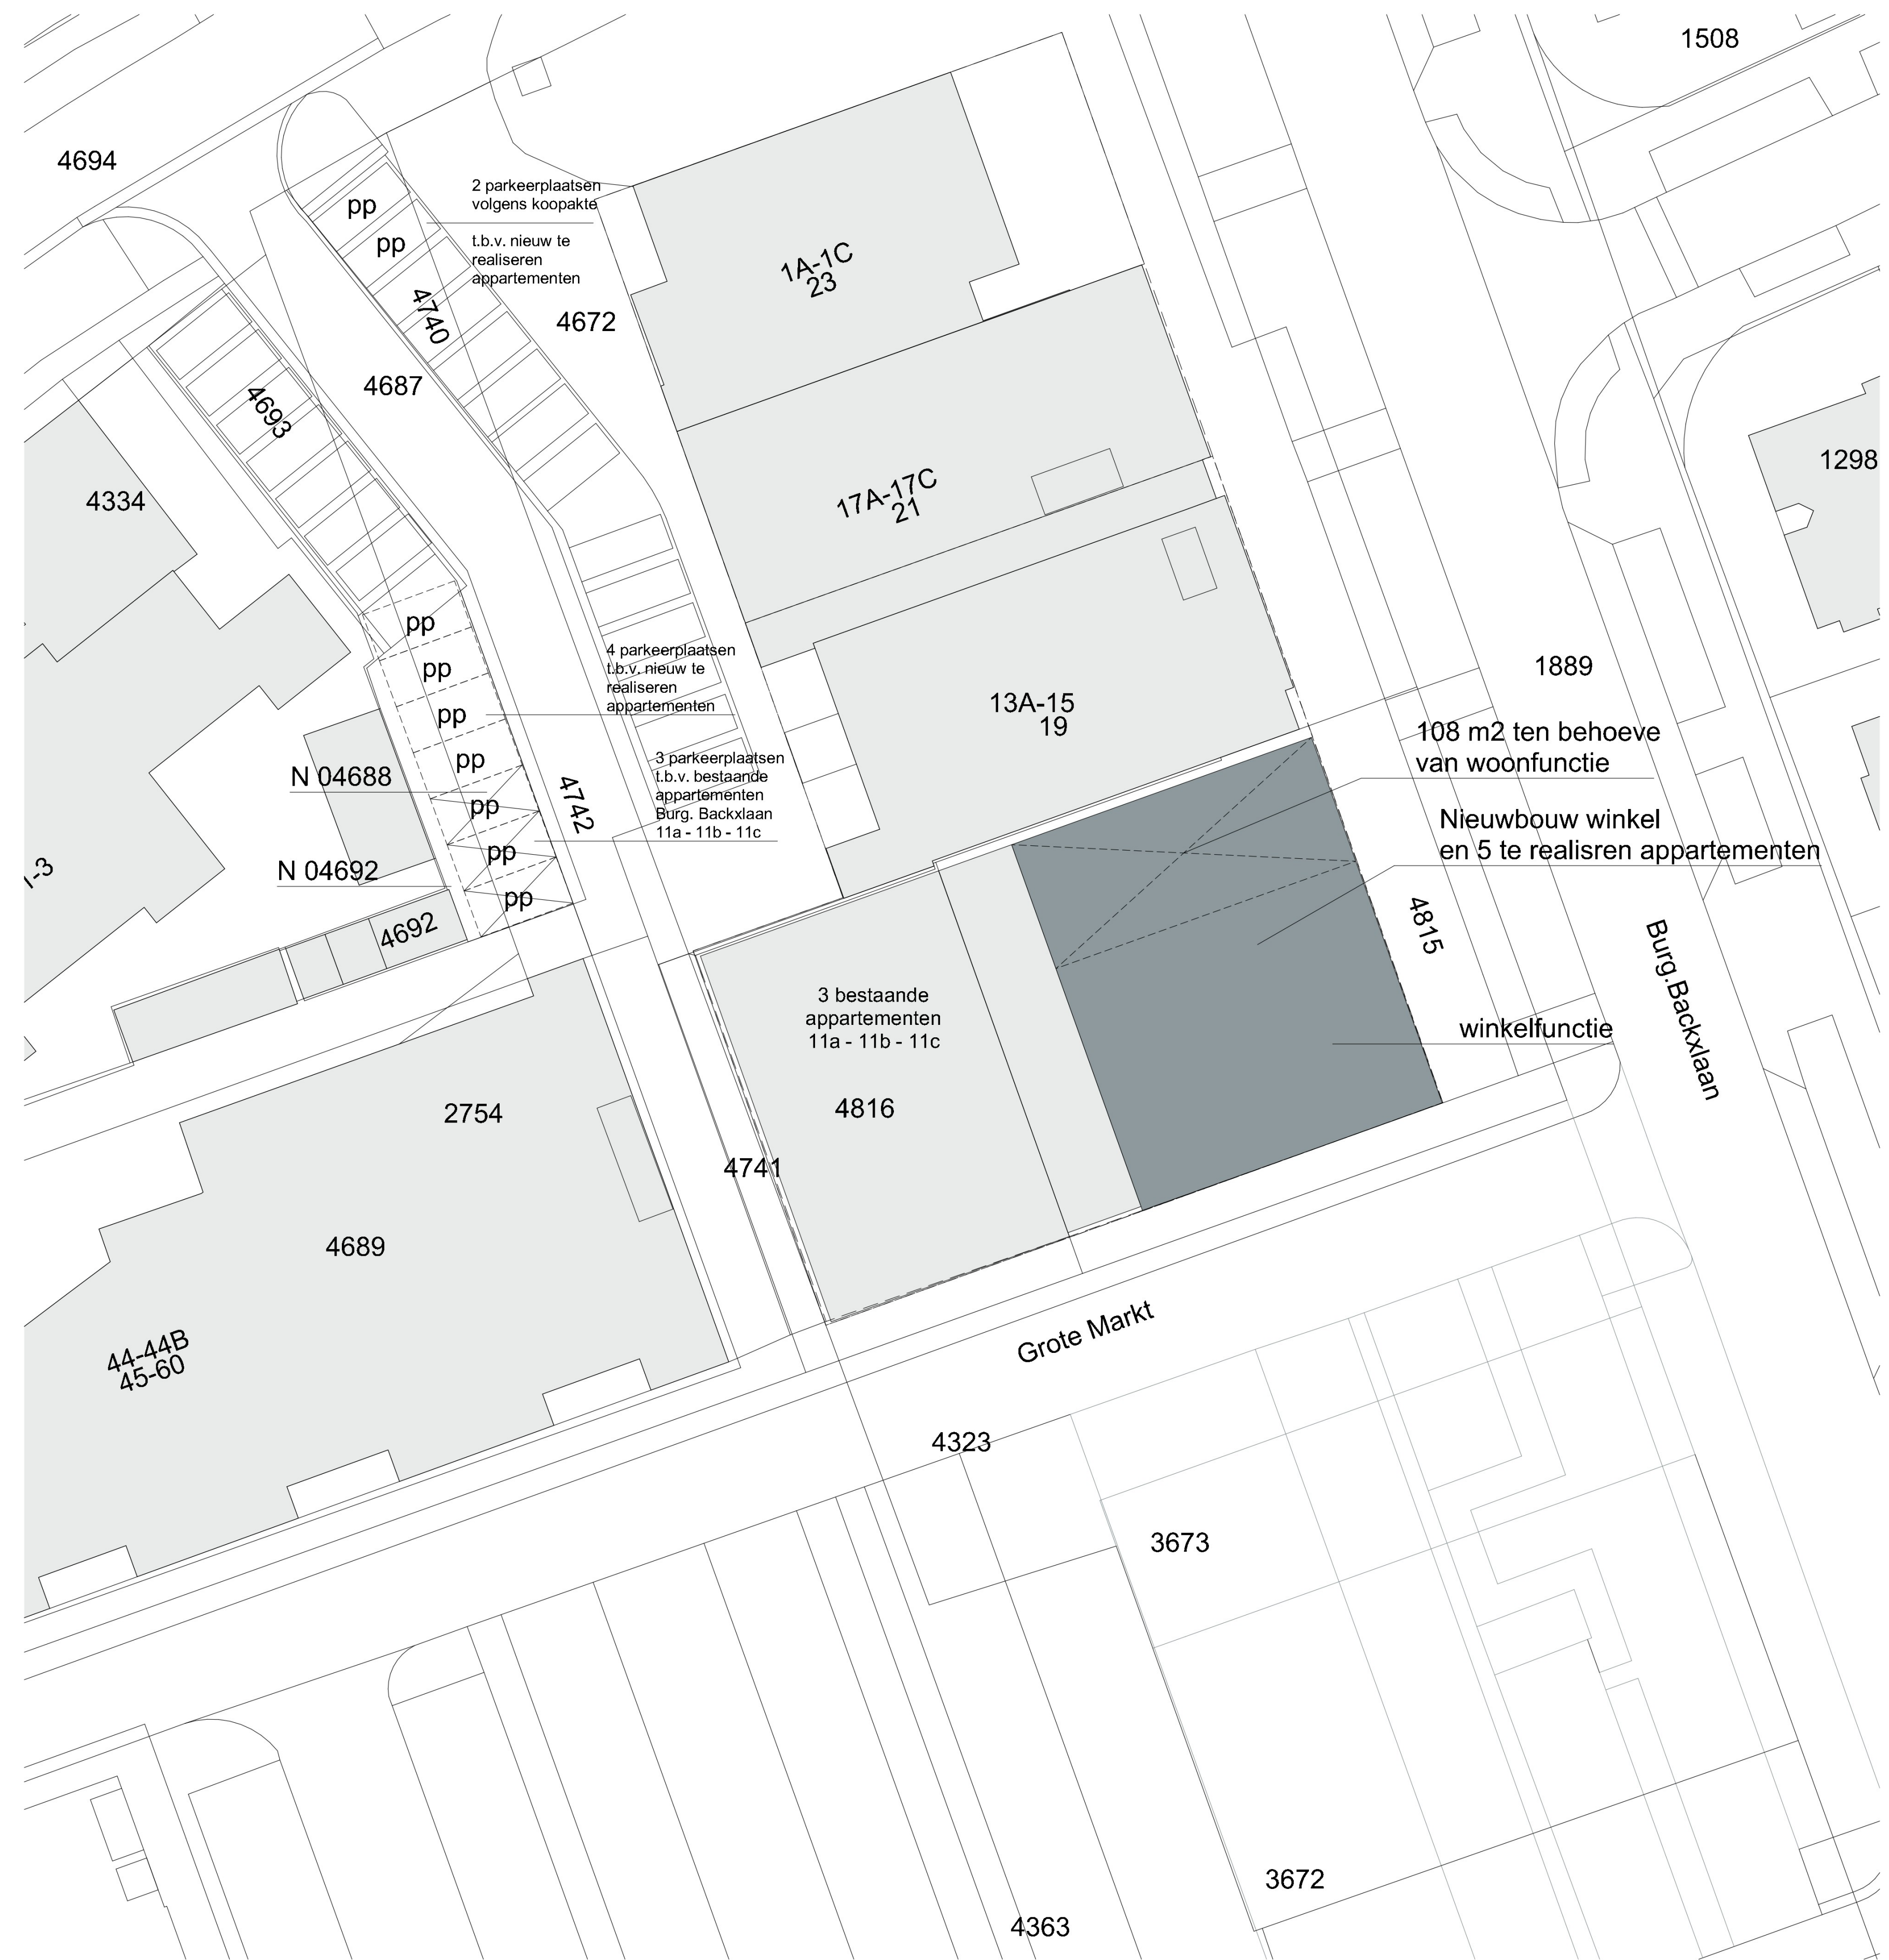 1508
4694
pp
pp
2 parkeerplaatsen
volgens koopakte
t.b.v. nieuw te
realiseren
appartementen
4740
4672
1A-1C
23
4687
4693
4334
17A-17C
21
1298
pp
pp
pp
pp
pp
pp
pp
4 parkeerplaatsen
t.b.v. nieuw te
realiseren
appartementen
3 parkeerplaatsen
t.b.v. bestaande
appartementen
Burg. Backxlaan
11a - 11b - 11c
13A-15
19
1889
108 m2 ten behoeve
van woonfunctie
N 04688
4742
Nieuwbouw winkel
en 5 te realisren appartementen
N 04692
1-3
4692
4815
Burg.Backxlaan
3 bestaande
appartementen
11a - 11b - 11c
winkelfunctie
4816
2754
4741
4689
44-44B
45-60
Grote Markt
4323
3673
3672
4363